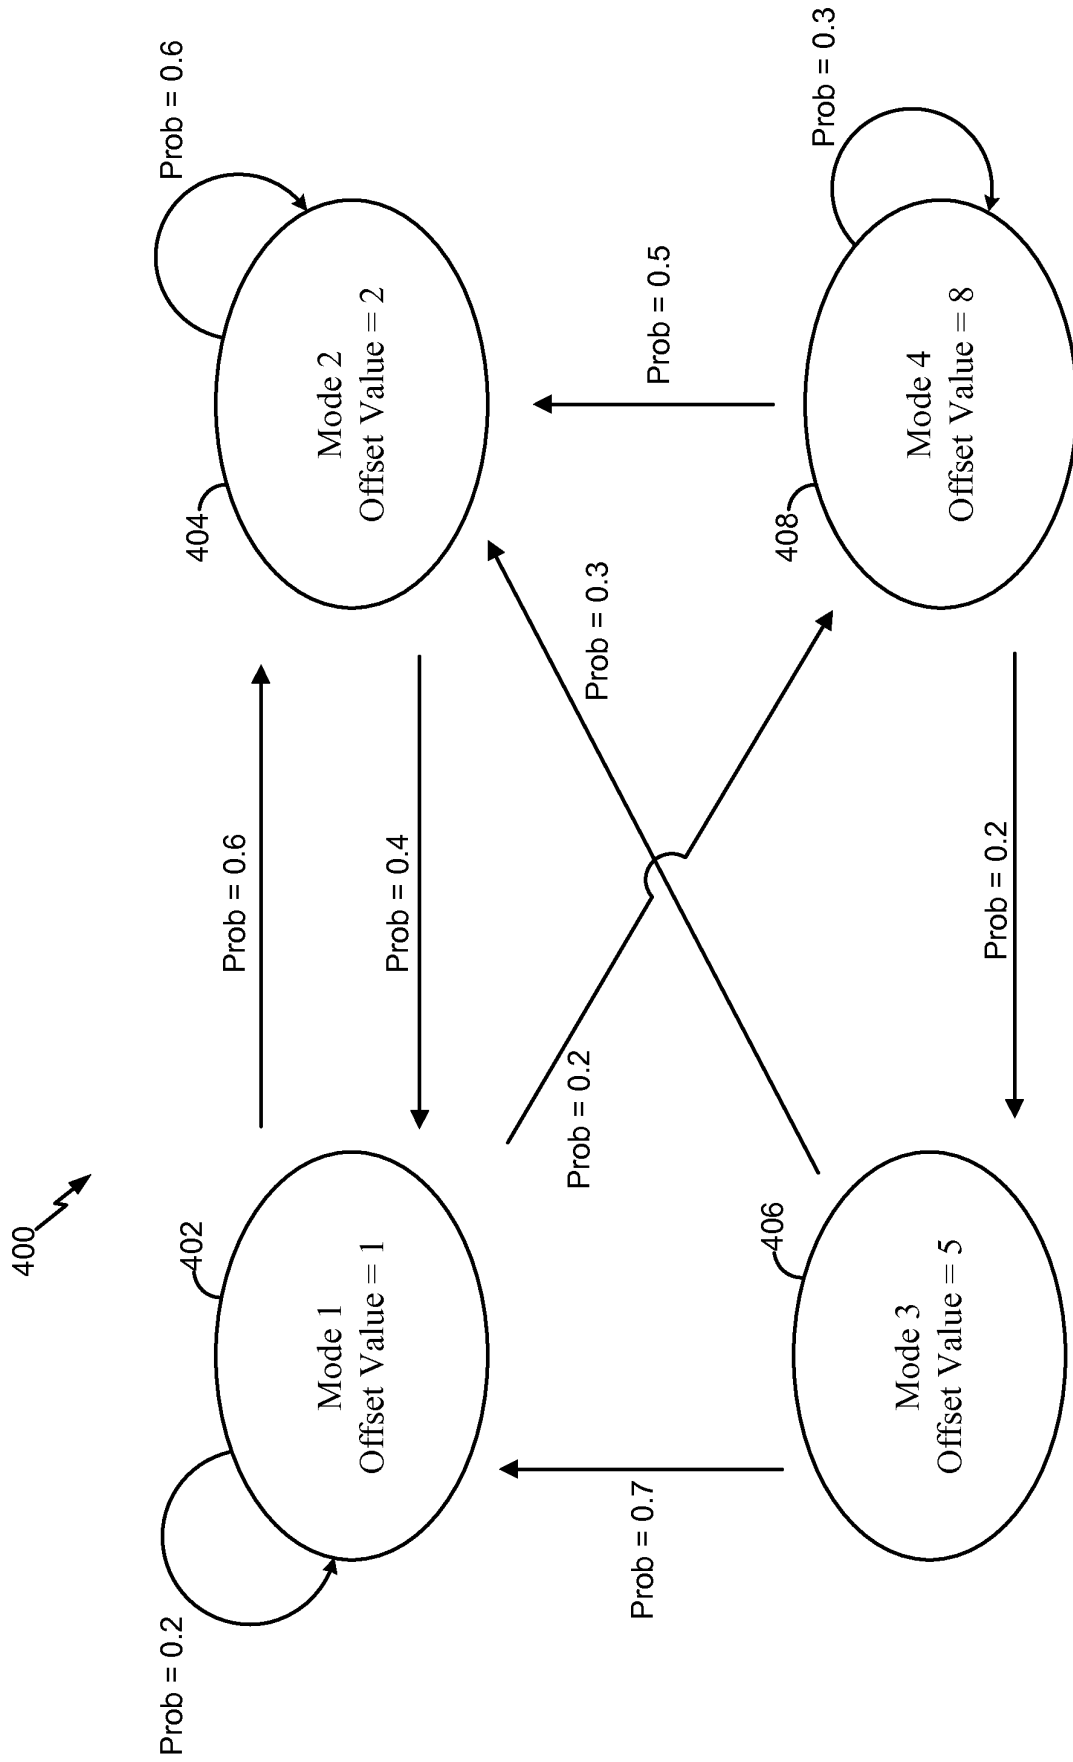 400
Prob = 0.2
402
Mode 1
Offset Value = 1
Prob = 0.6
Prob = 0.4
404
Mode 2
Offset Value = 2
Prob = 0.6
Prob = 0.7
Prob = 0.2
Prob = 0.3
Prob = 0.5
406
Mode 3
Offset Value = 5
Prob = 0.2
408
Mode 4
Offset Value = 8
Prob = 0.3